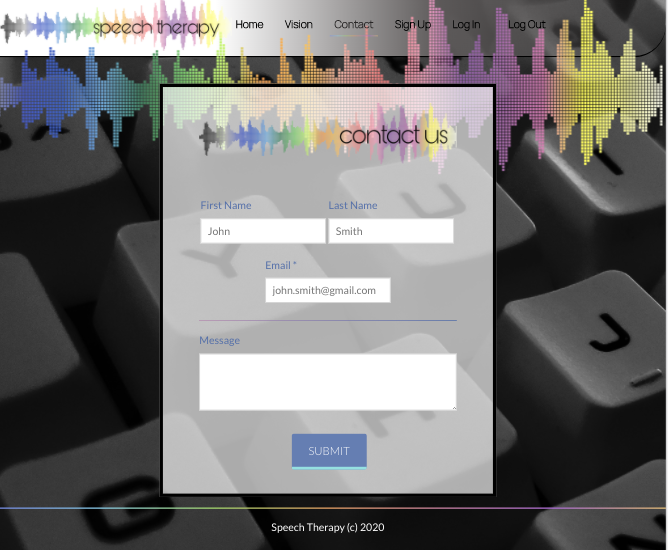 speech therapy Home Vision Contact Sign Up Log In Log Out
contact us
First Name Last Name
John Smith
Email *
john.smith@gmail.com
Message
SUBMIT
Speech Therapy (c) 2020
U
Y
J
G